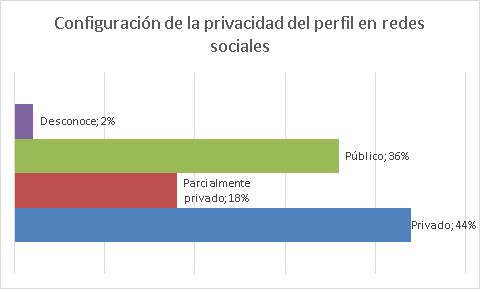 Configuración de la privacidad del perfil en redes
sociales
Desconoce; 2%
Público; 36%
Parcialmente
privado; 18%
Privado; 44%